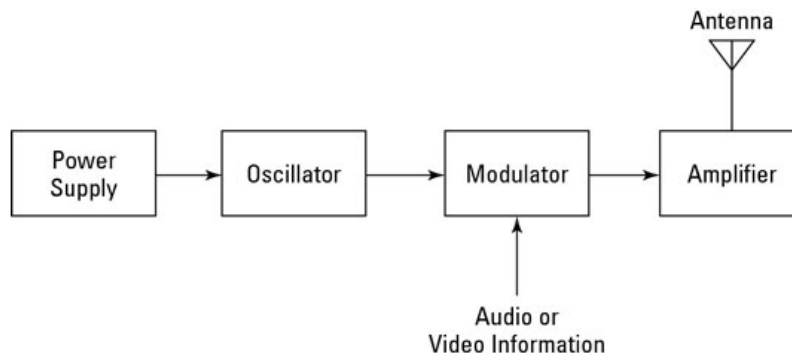 Antenna
Power
Supply
Oscillator
Modulator
Amplifier
Audio or
Video Information